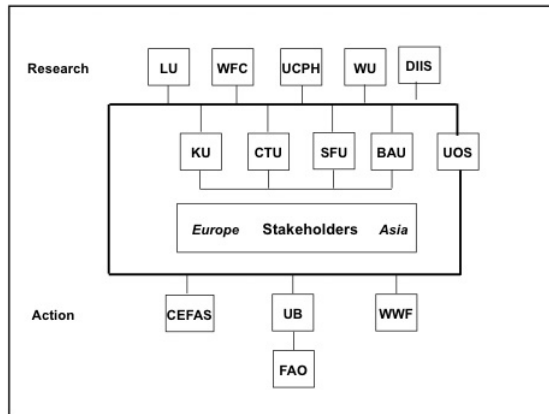 Research LU WFC UCPH WU DIIS
KU CTU SFU BAU UOS
Europe Stakeholders Asia
Action CEFAS UB WWF
FAO